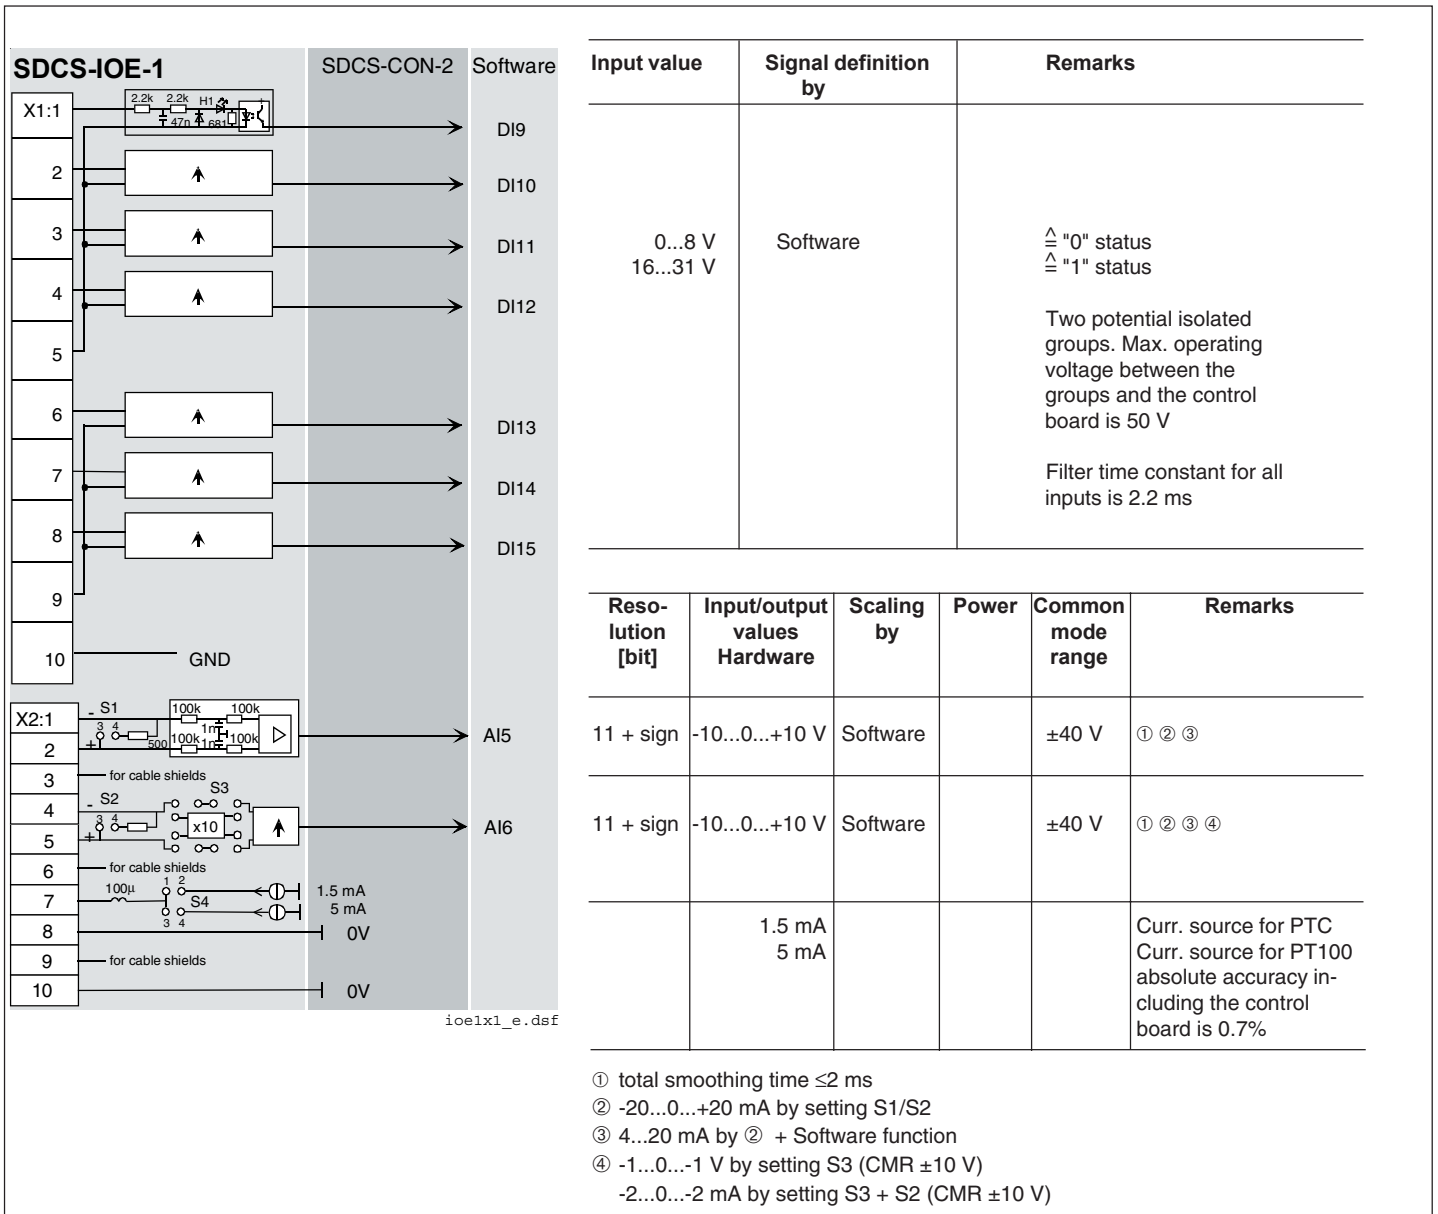 SDCS-IOE-1 SDCS-CON-2 Software
X1:1 2.2k 2.2k H1
47n 681
DI9
2 DI10
3 DI11
4 DI12
5
6 DI13
7 DI14
8 DI15
9
10 GND
X2:1 - S1 100k 100k
3 4 1n
2 + 500 100k 1n 100k AI5
3 for cable shields
4 - S2 S3
3 4 x10 AI6
5 +
6 for cable shields
7 100µ 1 2 1.5 mA
S4 5 mA
3 4
8 0V
9 for cable shields
10 0V
ioe1x1_e.dsf
Input value Signal definition Remarks
by
0...8 V Software ≙ "0" status
16...31 V ≙ "1" status
Two potential isolated
groups. Max. operating
voltage between the
groups and the control
board is 50 V
Filter time constant for all
inputs is 2.2 ms
Reso- Input/output Scaling Power Common Remarks
lution values by mode
[bit] Hardware range
11 + sign -10...0...+10 V Software ±40 V ① ② ③
11 + sign -10...0...+10 V Software ±40 V ① ② ③ ④
1.5 mA Curr. source for PTC
5 mA Curr. source for PT100
absolute accuracy in-
cluding the control
board is 0.7%
① total smoothing time ≤2 ms
② -20...0...+20 mA by setting S1/S2
③ 4...20 mA by ② + Software function
④ -1...0...-1 V by setting S3 (CMR ±10 V)
-2...0...-2 mA by setting S3 + S2 (CMR ±10 V)